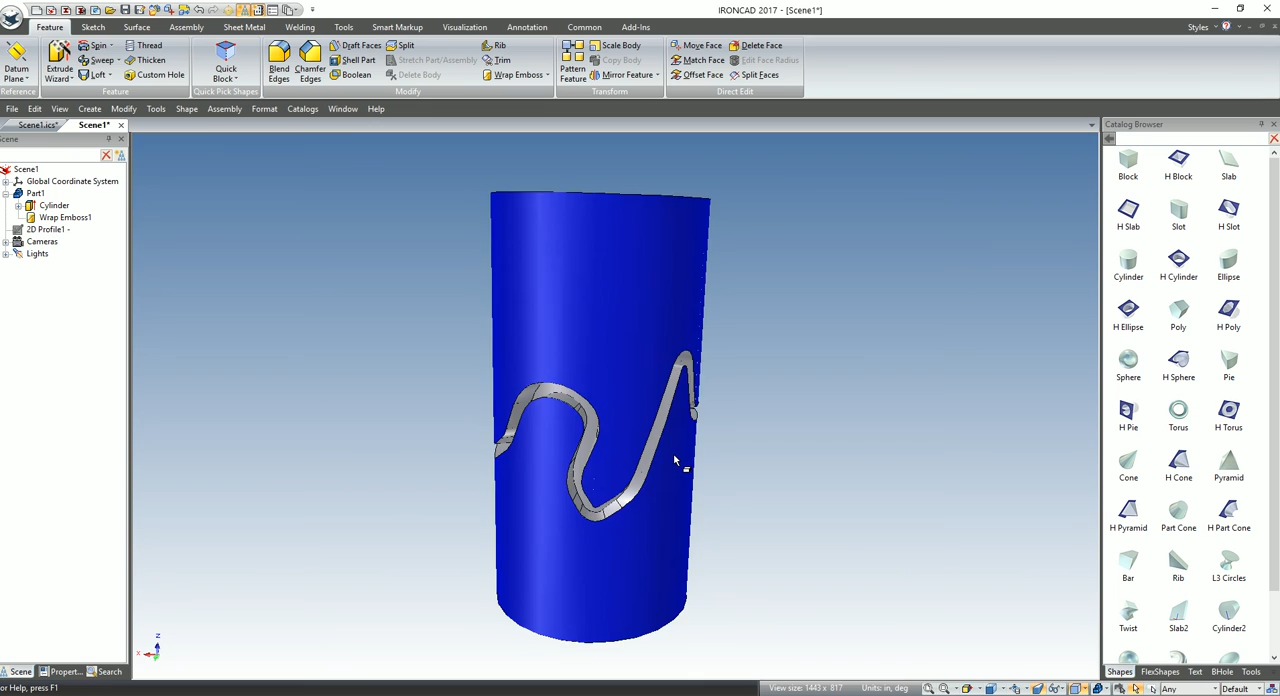 IRONCAD 2017 - [Scene1*]
Feature Sketch Surface Assembly Sheet Metal Welding Tools Smart Markup Visualization Annotation Common Add-Ins Styles
Datum Plane Extrude Wizard Spin Sweep Loft Thread Thicken Custom Hole Quick Block Blend Edges Chamfer Edges Draft Faces Shell Part Boolean Split Stretch Part/Assembly Delete Body Rib Trim Wrap Emboss Pattern Feature Scale Body Copy Body Mirror Feature Move Face Match Face Offset Face Delete Face Edit Face Radius Split Faces
Reference Feature Quick Pick Shapes Modify Transform Direct Edit
File Edit View Create Modify Tools Shape Assembly Format Catalogs Window Help
Scene1.ics* Scene1*
Scene
Catalog Browser
Scene1
Global Coordinate System
Part1
Cylinder
Wrap Emboss1
2D Profile1 -
Cameras
Lights
Block H Block Slab
H Slab Slot H Slot
Cylinder H Cylinder Ellipse
H Ellipse Poly H Poly
Sphere H Sphere Pie
H Pie Torus H Torus
Cone H Cone Pyramid
H Pyramid Part Cone H Part Cone
Bar Rib L3 Circles
Twist Slab2 Cylinder2
z
x
Scene Propert... Search
Shapes FlexShapes Text BHole Tools
or Help, press F1
View size: 1443 x 817 Units: in, deg
Any Default